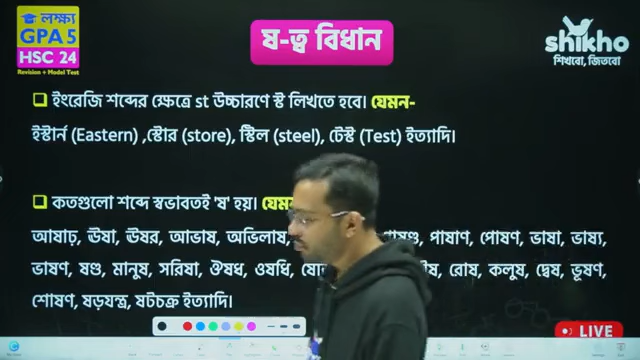 লক্ষ্য
GPA 5
HSC 24
Revision + Model Test
ষ-ত্ব বিধান
shikho
শিখবো, জিতবো
ইংরেজি শব্দের ক্ষেত্রে st উচ্চারণে স্ট লিখতে হবে। যেমন-
ইস্টার্ন (Eastern) ,স্টোর (store), স্টিল (steel), টেস্ট (Test) ইত্যাদি।
কতগুলো শব্দে স্বভাবতই 'ষ' হয়। যেমন
আষাঢ়, ঊষা, ঊষর, আভাষ, অভিলাষ পাষাণ, পোষণ, ভাষা, ভাষ্য,
ভাষণ, ষণ্ড, মানুষ, সরিষা, ঔষধ, ওষধি, রোষ, কলুষ, দ্বেষ, ভূষণ,
শোষণ, ষড়যন্ত্র, ষটচক্র ইত্যাদি।
LIVE